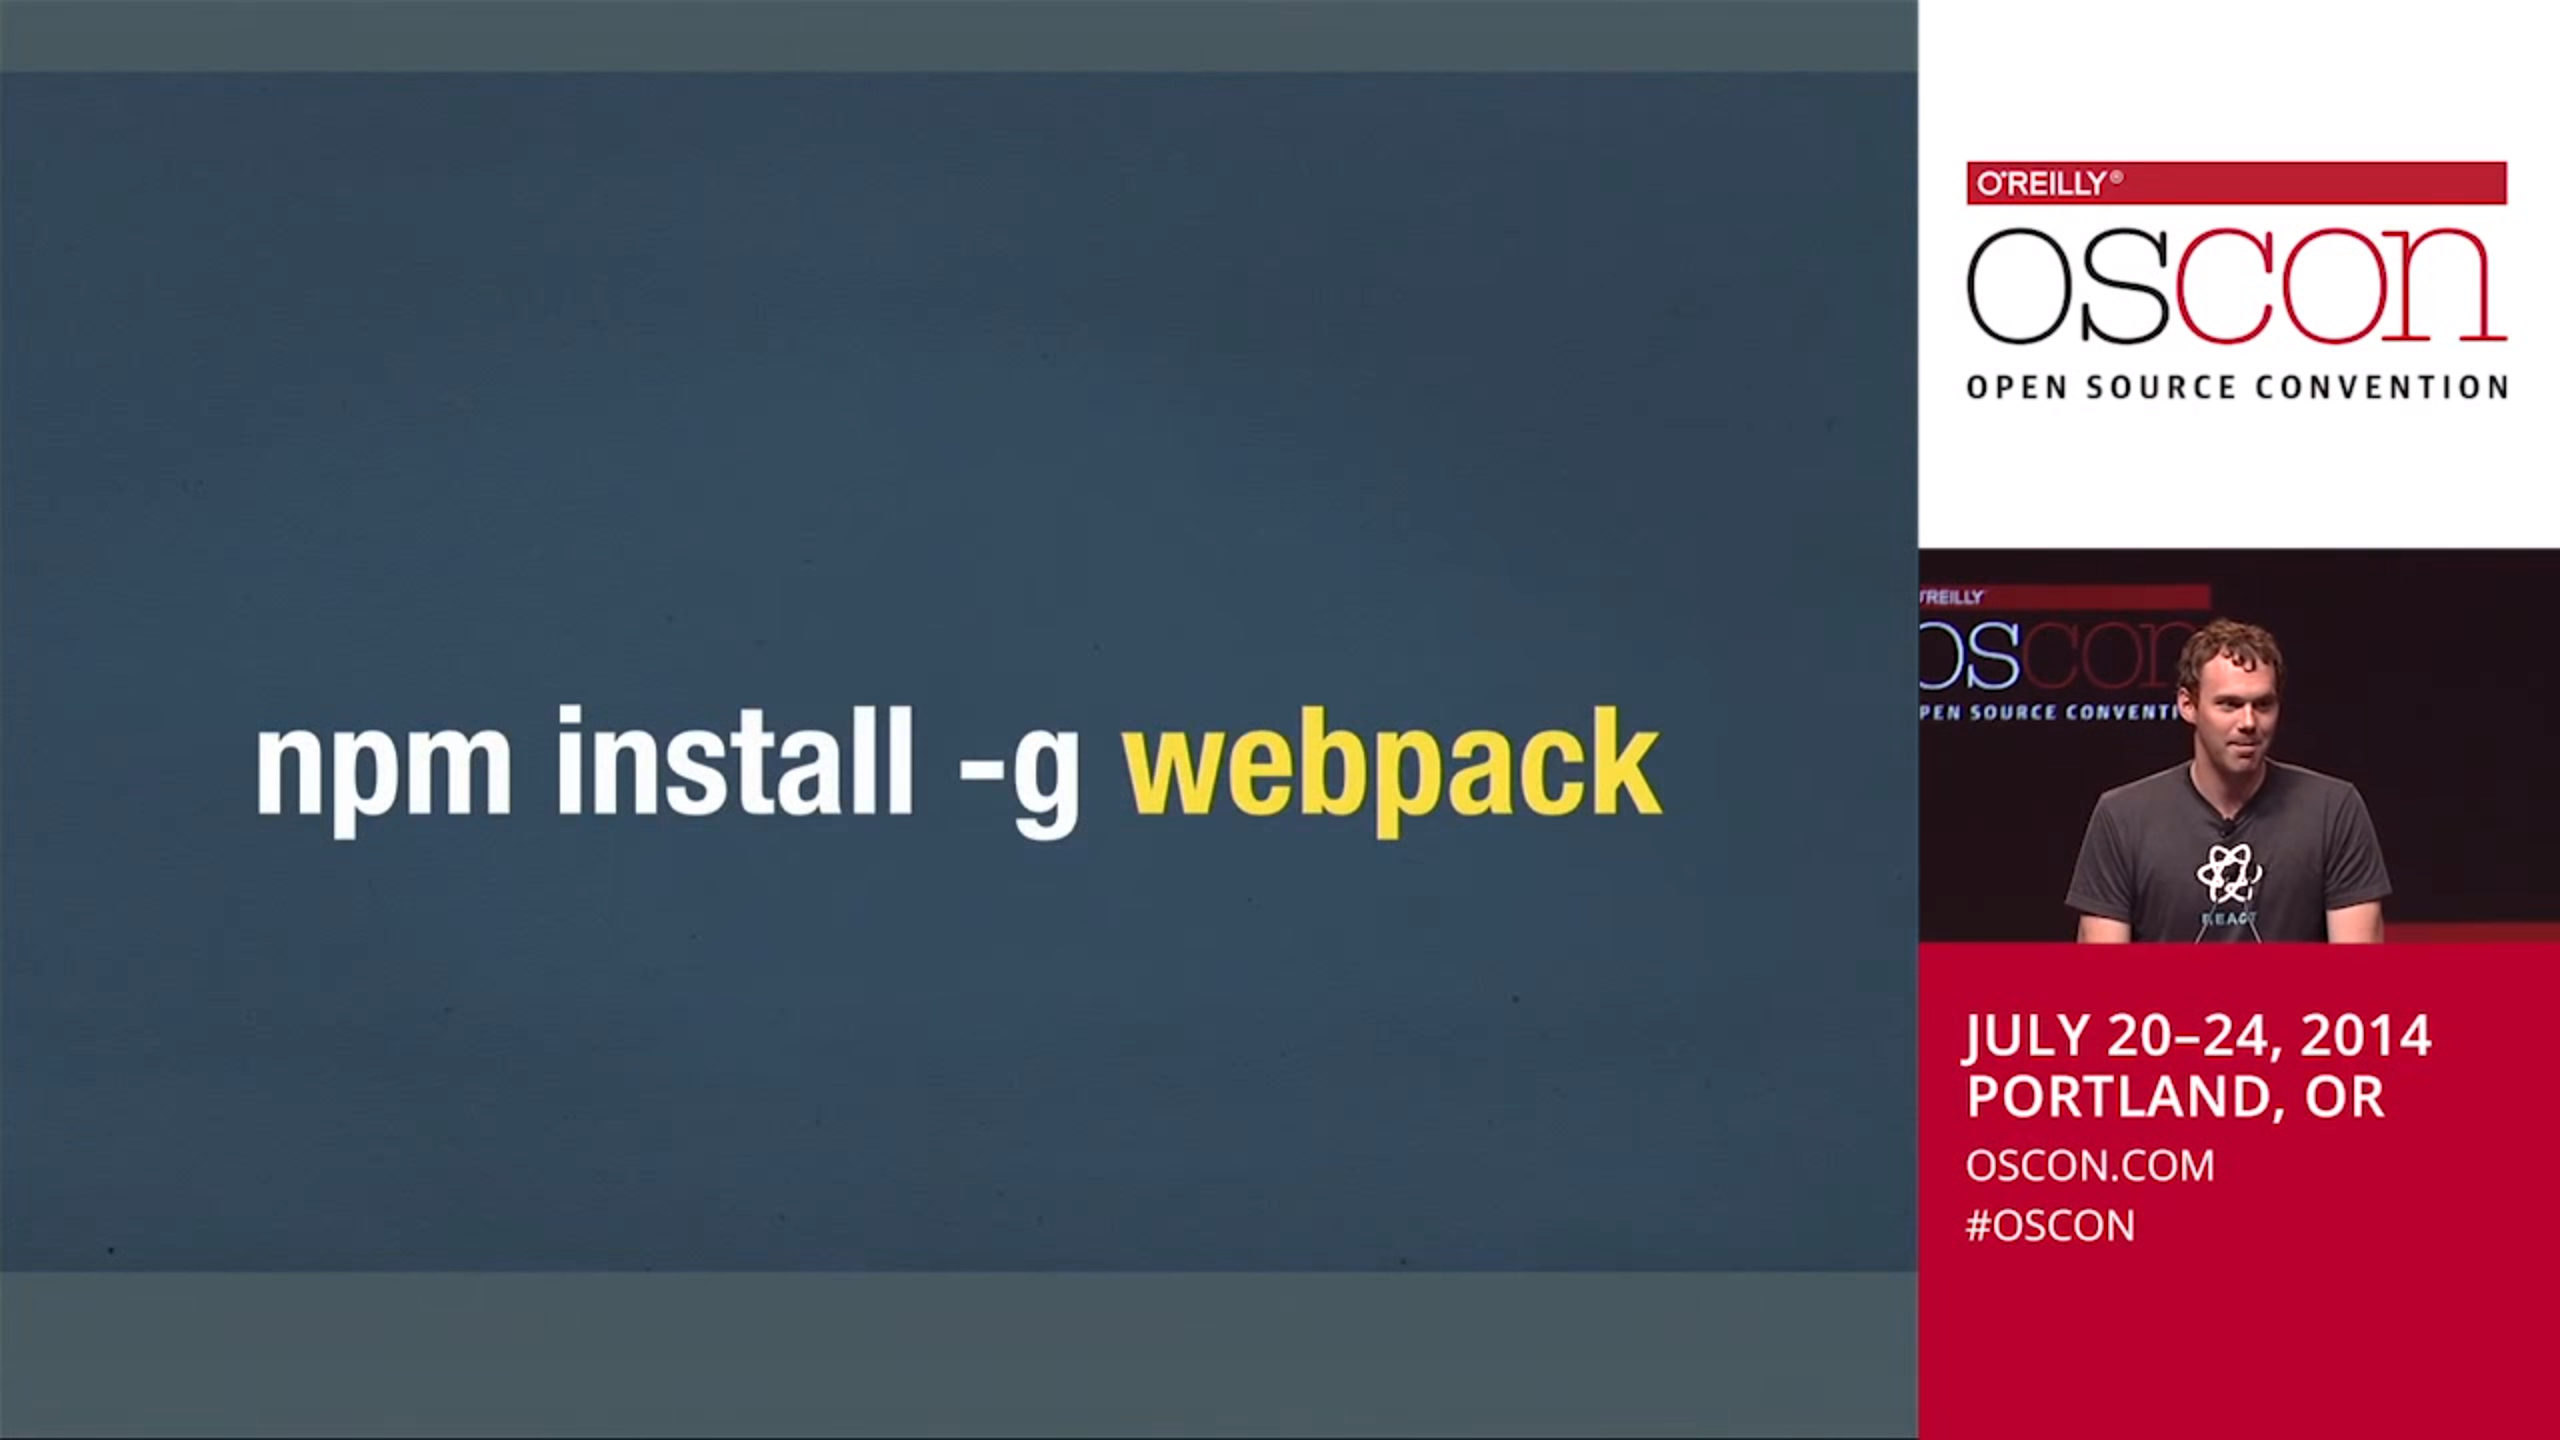 npm install -g webpack
O'REILLY®
OSCON
OPEN SOURCE CONVENTION
O'REILLY
OSCON
OPEN SOURCE CONVENTI
REACT
JULY 20–24, 2014
PORTLAND, OR
OSCON.COM
#OSCON